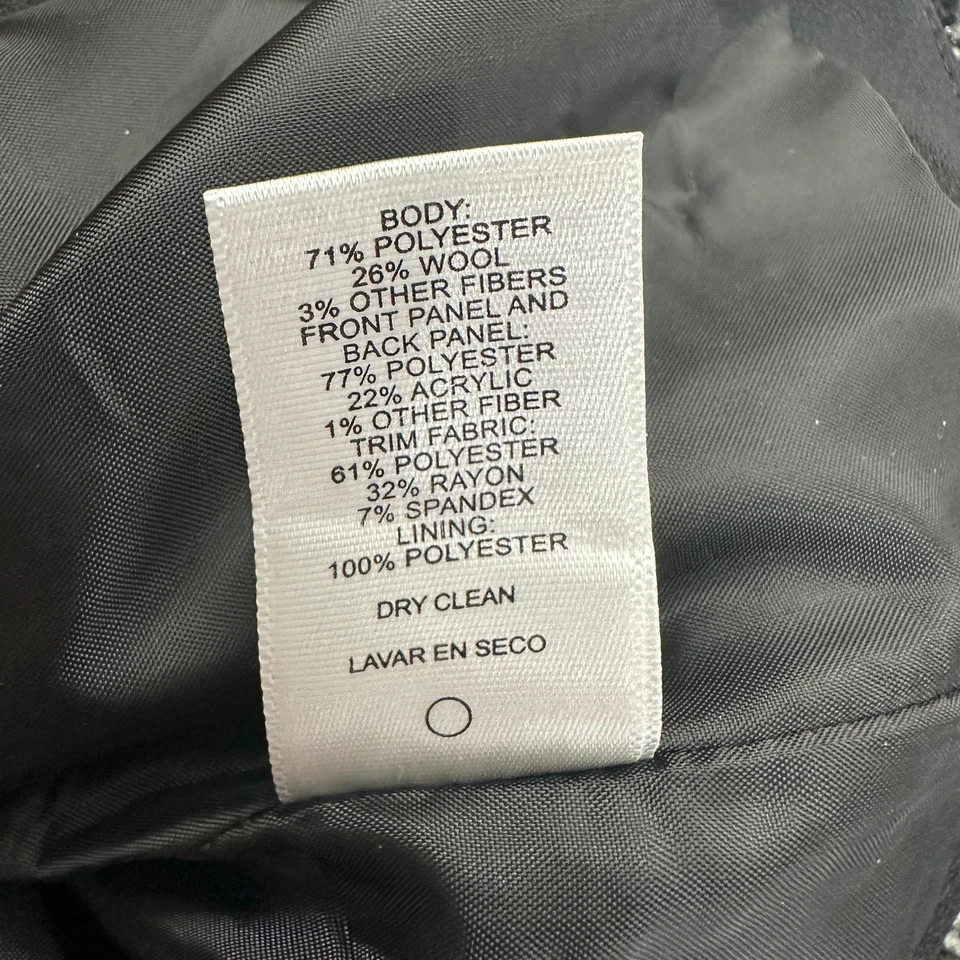 BODY:
71% POLYESTER
26% WOOL
3% OTHER FIBERS
FRONT PANEL AND
BACK PANEL:
77% POLYESTER
22% ACRYLIC
1% OTHER FIBER
TRIM FABRIC:
61% POLYESTER
32% RAYON
7% SPANDEX
LINING:
100% POLYESTER
DRY CLEAN
LAVAR EN SECO